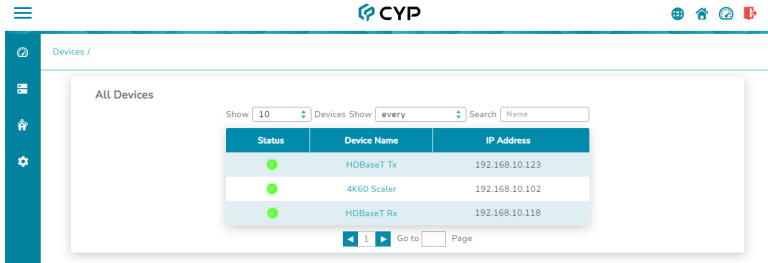 CYP
Devices /
All Devices
Show 10 Devices Show every Search Name
Status Device Name IP Address
HDBaseT Tx 192.168.10.123
4K60 Scaler 192.168.10.102
HDBaseT Rx 192.168.10.118
1 Go to Page